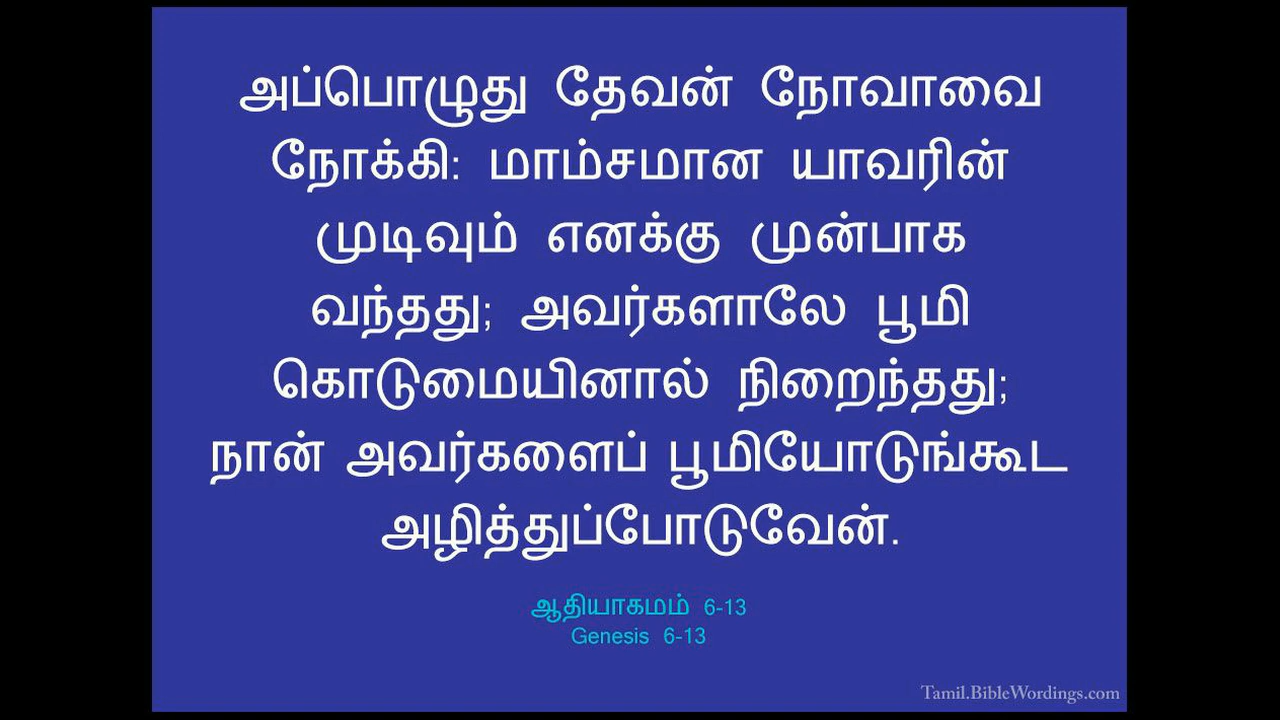 அப்பொழுது தேவன் நோவாவை
நோக்கி: மாம்சமான யாவரின்
முடிவும் எனக்கு முன்பாக
வந்தது; அவர்களாலே பூமி
கொடுமையினால் நிறைந்தது;
நான் அவர்களைப் பூமியோடுங்கூட
அழித்துப்போடுவேன்.
ஆதியாகமம் 6-13
Genesis 6-13
Tamil.BibleWordings.com